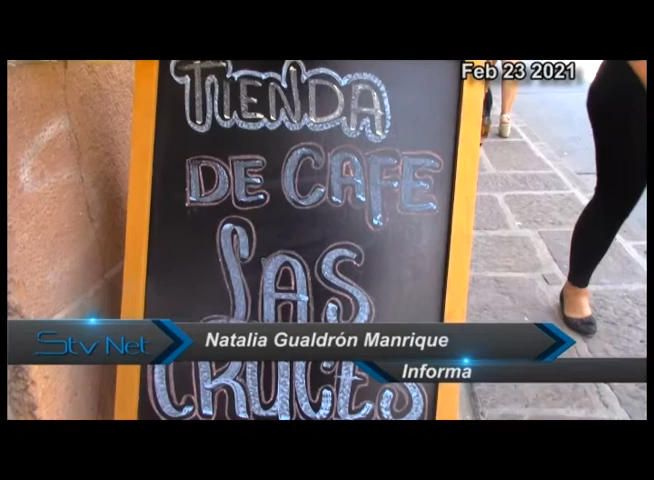 Feb 23 2021
TIENDA
DE CAFE
LAS
CRUCES
Stv Net
Natalia Gualdrón Manrique
Informa